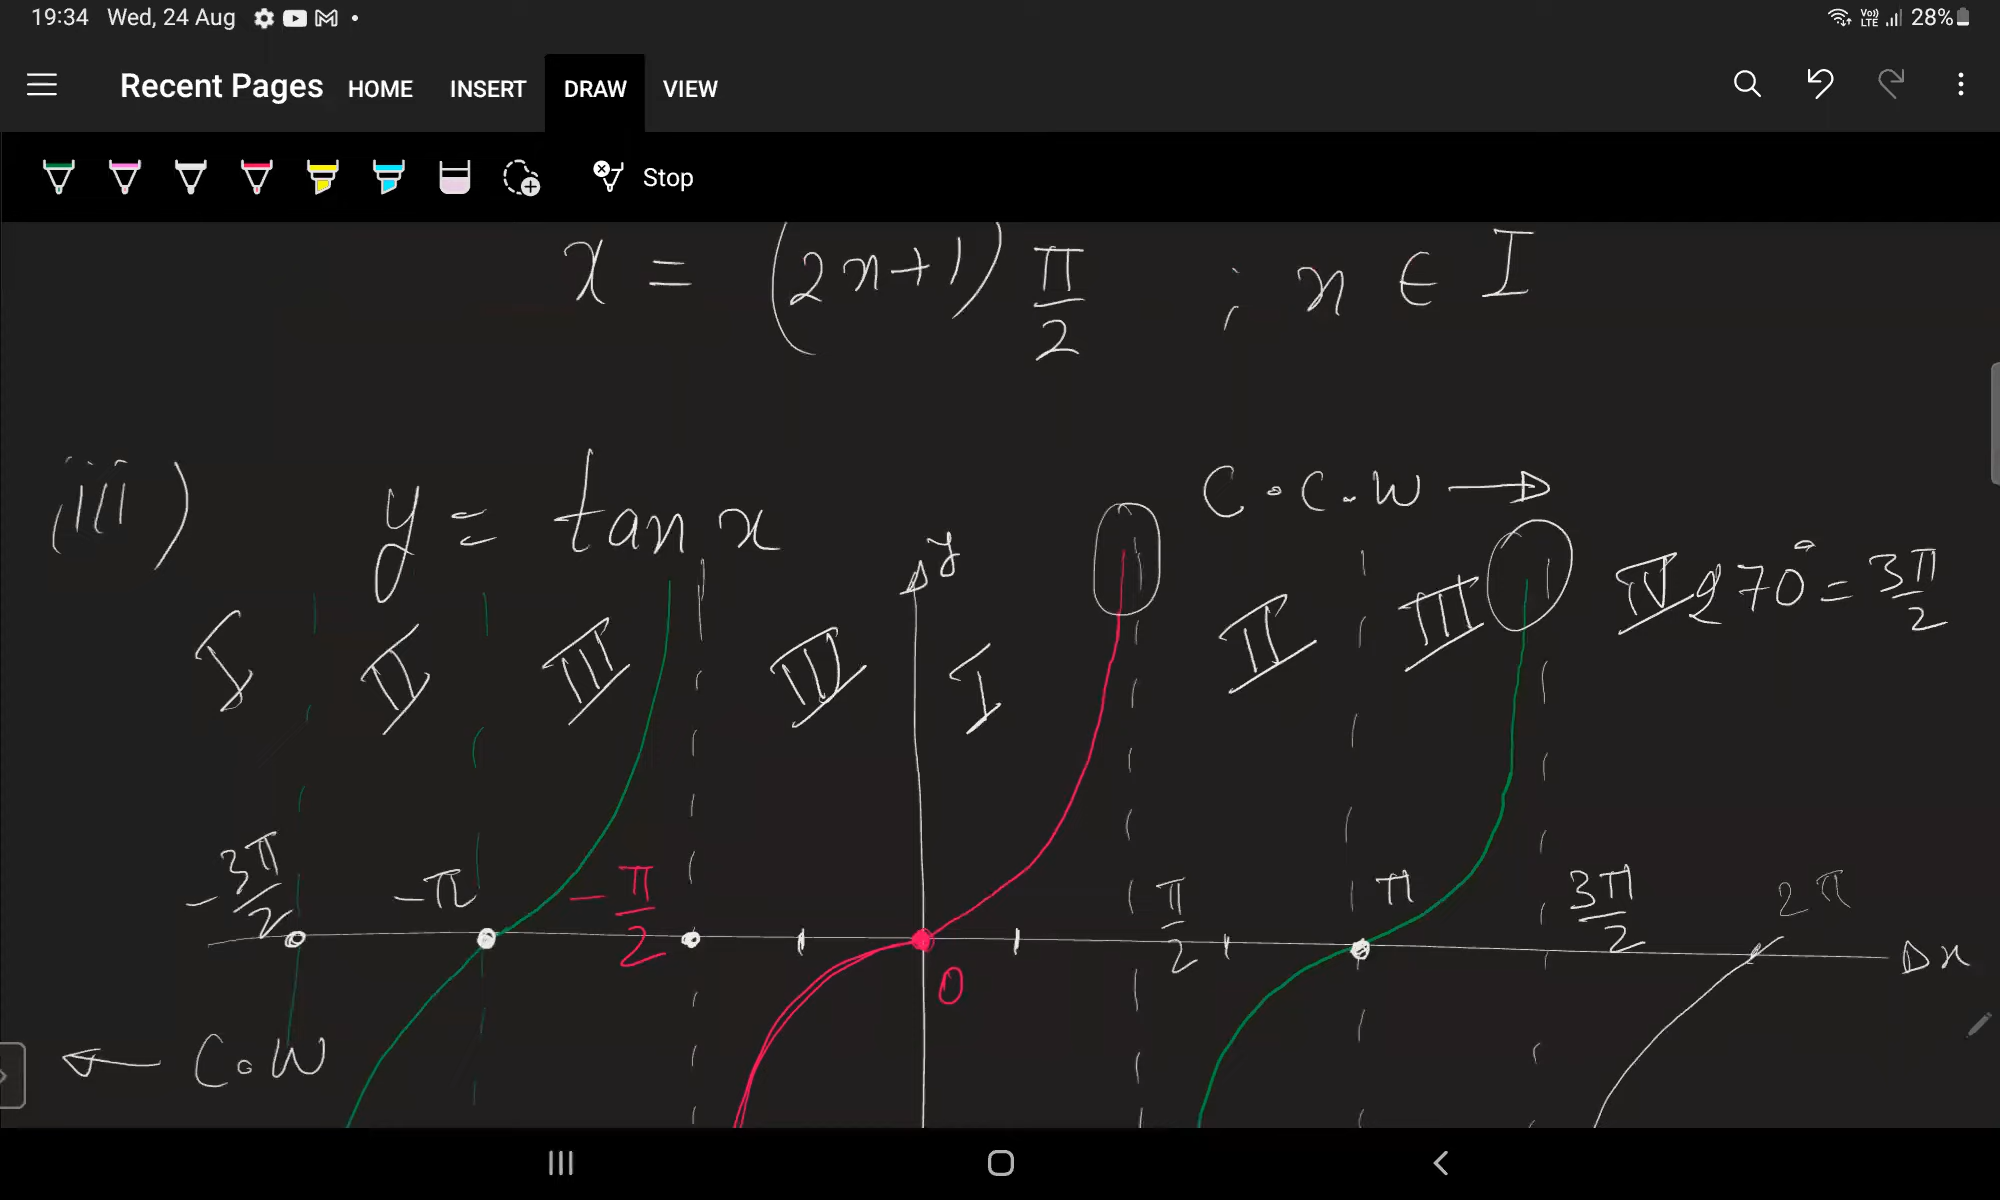 19:34 Wed, 24 Aug 28%
Recent Pages HOME INSERT DRAW VIEW
Stop
x = (2n+1) π/2 ; n ∈ I
(iii) y = tan x
C.C.W →
y
I II III III I II III IV 270° = 3π/2
-3π/2 -π -π/2 π/2 π 3π/2 2π
x
0
← C.W